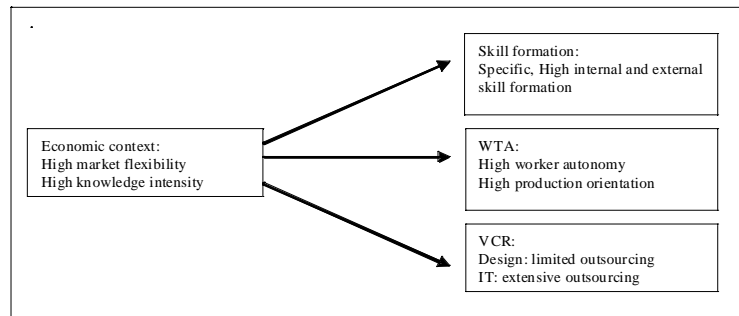 .
Skill formation:
Specific, High internal and external
skill formation
Economic context:
High market flexibility
High knowledge intensity
WTA:
High worker autonomy
High production orientation
VCR:
Design: limited outsourcing
IT: extensive outsourcing